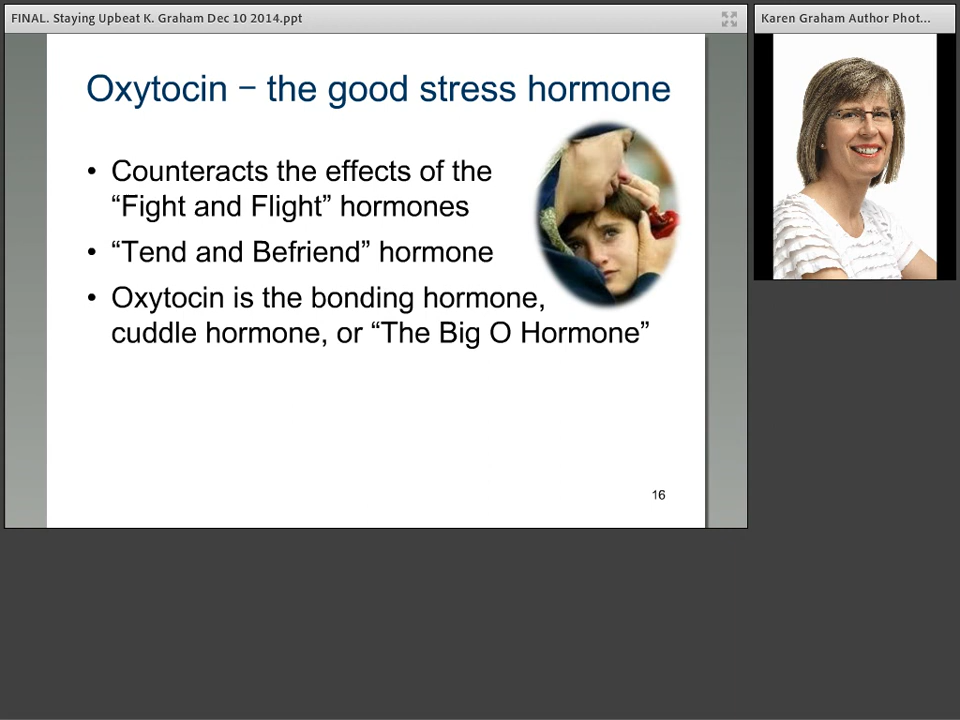 FINAL. Staying Upbeat K. Graham Dec 10 2014.ppt
Karen Graham Author Phot...
Oxytocin – the good stress hormone
• Counteracts the effects of the
“Fight and Flight” hormones
• “Tend and Befriend” hormone
• Oxytocin is the bonding hormone,
cuddle hormone, or “The Big O Hormone”
16